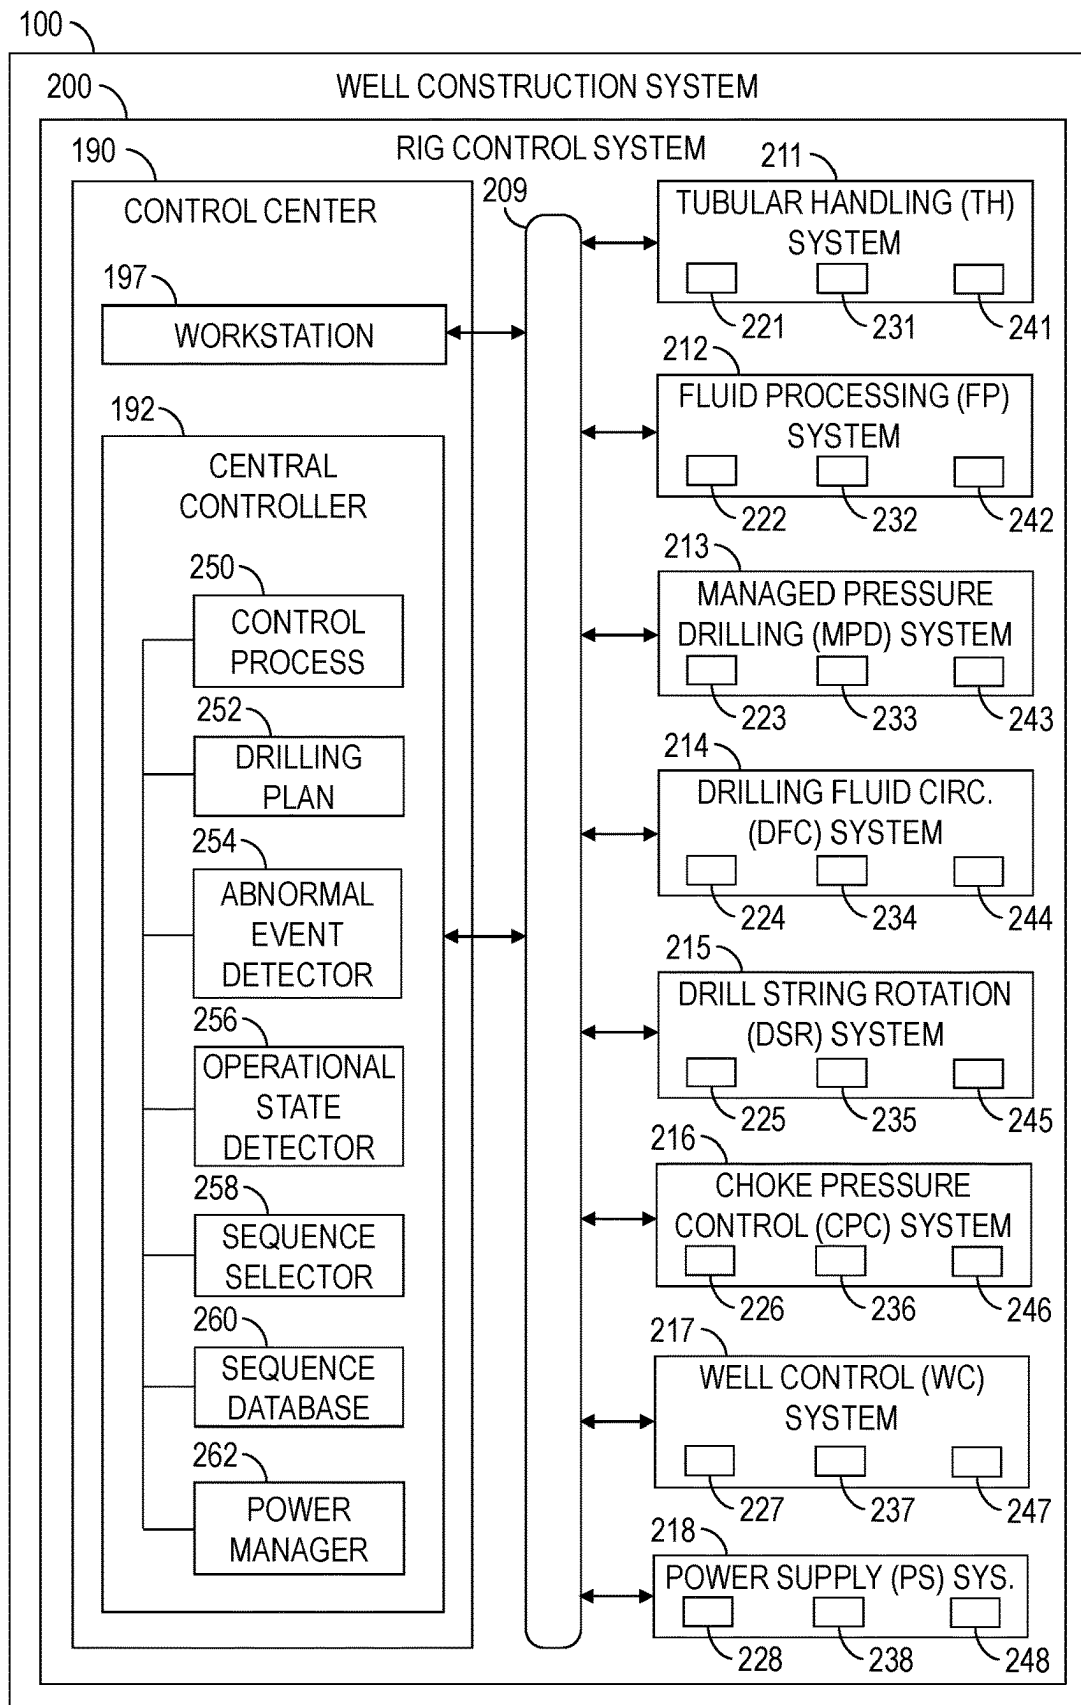 100
WELL CONSTRUCTION SYSTEM
200
RIG CONTROL SYSTEM
190
CONTROL CENTER
197
WORKSTATION
192
CENTRAL
CONTROLLER
250
CONTROL
PROCESS
252
DRILLING
PLAN
254
ABNORMAL
EVENT
DETECTOR
256
OPERATIONAL
STATE
DETECTOR
258
SEQUENCE
SELECTOR
260
SEQUENCE
DATABASE
262
POWER
MANAGER
209
211
TUBULAR HANDLING (TH)
SYSTEM
221 231 241
212
FLUID PROCESSING (FP)
SYSTEM
222 232 242
213
MANAGED PRESSURE
DRILLING (MPD) SYSTEM
223 233 243
214
DRILLING FLUID CIRC.
(DFC) SYSTEM
224 234 244
215
DRILL STRING ROTATION
(DSR) SYSTEM
225 235 245
216
CHOKE PRESSURE
CONTROL (CPC) SYSTEM
226 236 246
217
WELL CONTROL (WC)
SYSTEM
227 237 247
218
POWER SUPPLY (PS) SYS.
228 238 248